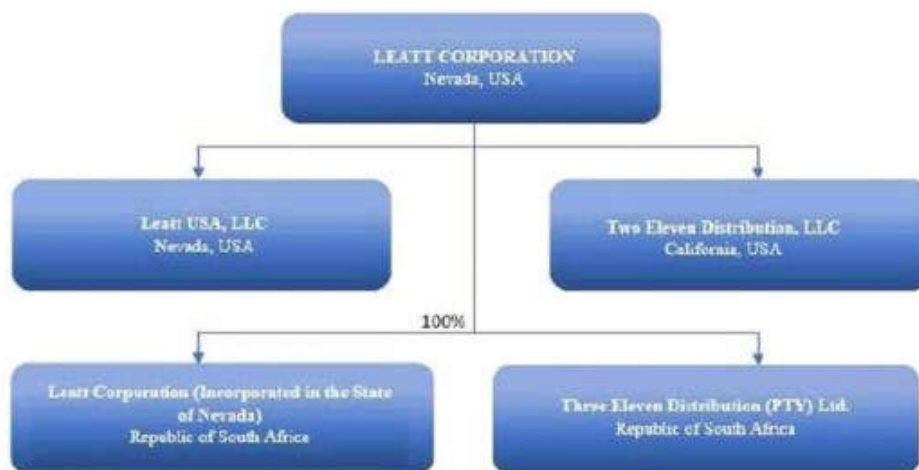 LEATT CORPORATION
Nevada, USA
Leatt USA, LLC
Nevada, USA
Two Eleven Distribution, LLC
California, USA
100%
Leatt Corporation (Incorporated in the State
of Nevada)
Republic of South Africa
Three Eleven Distribution (PTY) Ltd.
Republic of South Africa